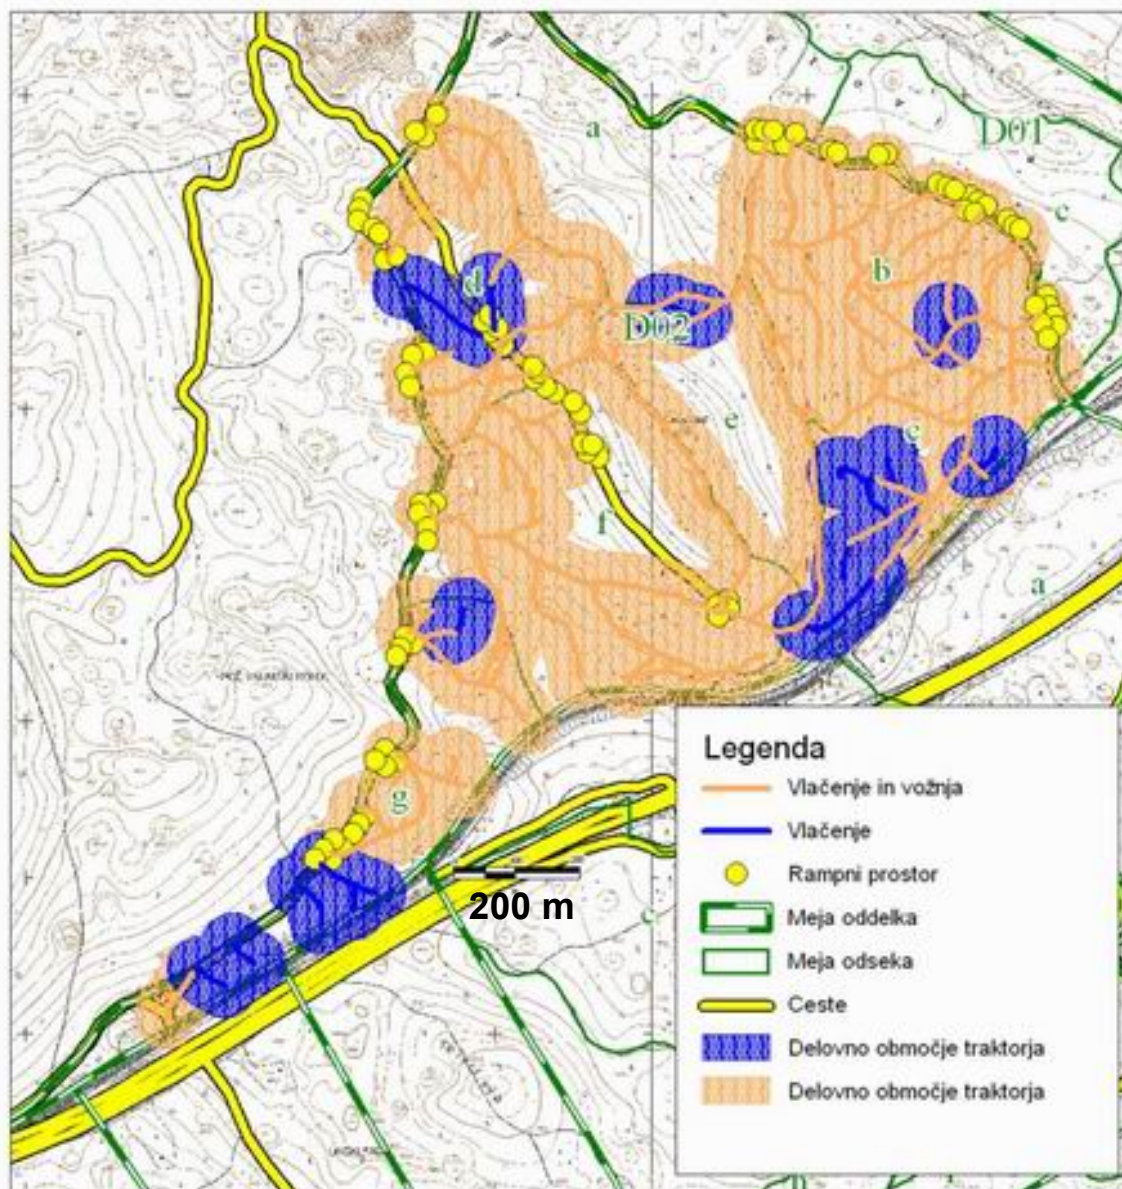 a
D01
c
b
d
D02
e
e
f
a
g
200 m
c
Legenda
Vlačenje in vožnja
Vlačenje
Rampni prostor
Meja oddelka
Meja odseka
Ceste
Delovno območje traktorja
Delovno območje traktorja